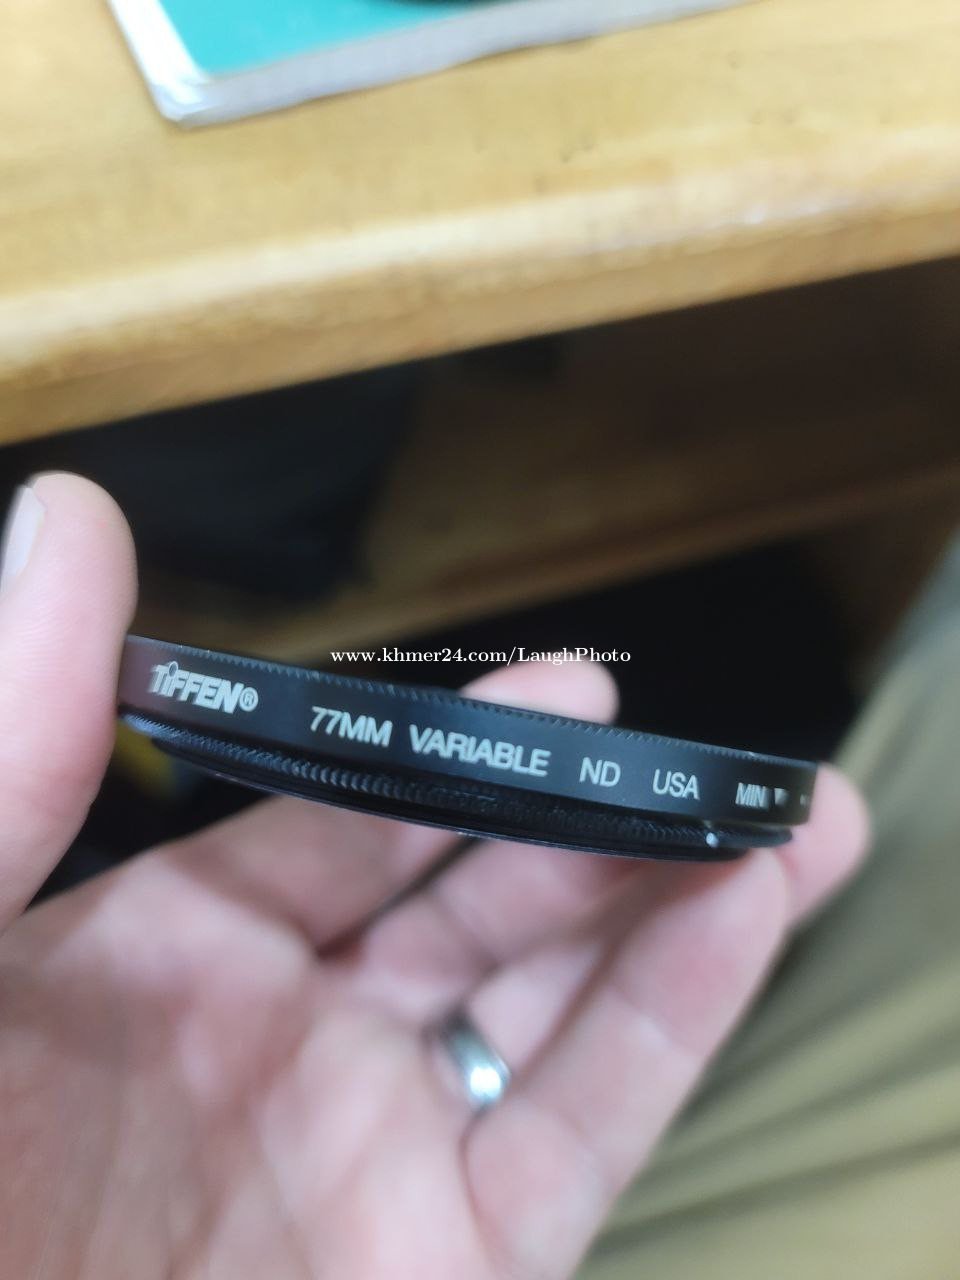 www.khmer24.com/LaughPhoto
TiFFEN® 77MM VARIABLE ND USA MIN